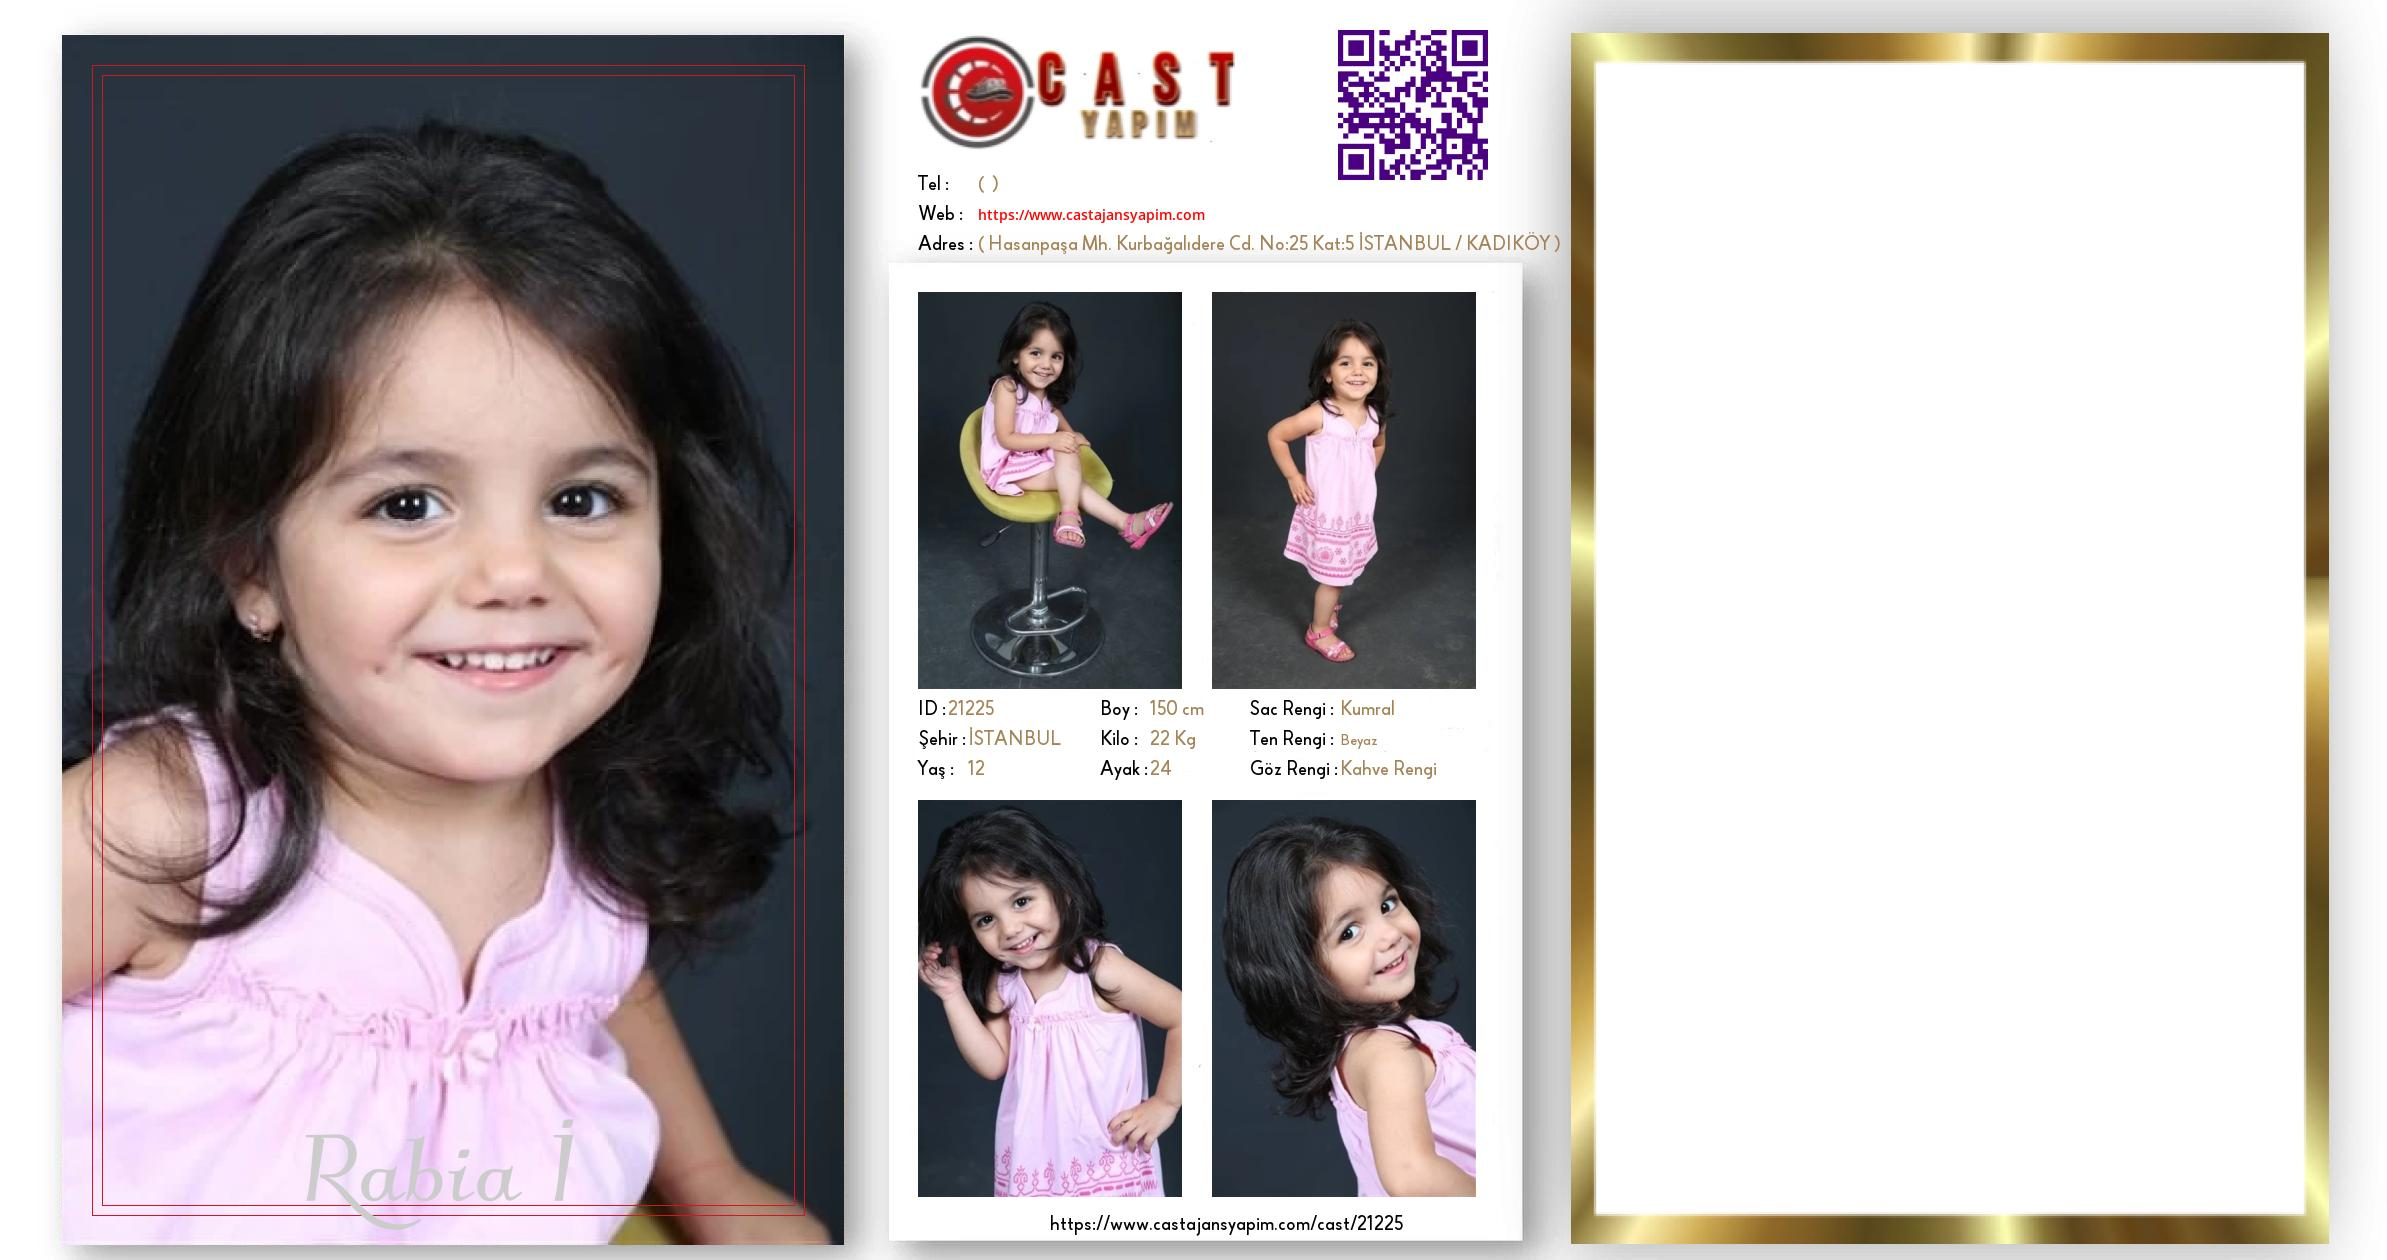 Rabia İ
CAST
YAPIM
Tel : ( )
Web : https://www.castajansyapim.com
Adres : ( Hasanpaşa Mh. Kurbağalıdere Cd. No:25 Kat:5 İSTANBUL / KADIKÖY )
ID : 21225 Boy : 150 cm Sac Rengi : Kumral
Şehir : İSTANBUL Kilo : 22 Kg Ten Rengi : Beyaz
Yaş : 12 Ayak : 24 Göz Rengi : Kahve Rengi
https://www.castajansyapim.com/cast/21225